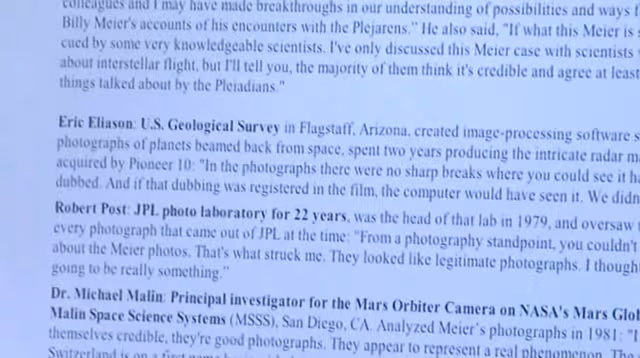 colleagues and I may have made breakthroughs in our understanding of possibilities and ways f
Billy Meier's accounts of his encounters with the Plejarens." He also said, "If what this Meier is
cued by some very knowledgeable scientists. I've only discussed this Meier case with scientists
about interstellar flight, but I'll tell you, the majority of them think it's credible and agree at least
things talked about by the Pleiadians."
Eric Eliason: U.S. Geological Survey in Flagstaff, Arizona, created image-processing software s
photographs of planets beamed back from space, spent two years producing the intricate radar m
acquired by Pioneer 10: "In the photographs there were no sharp breaks where you could see it ha
dubbed. And if that dubbing was registered in the film, the computer would have seen it. We didn
Robert Post: JPL photo laboratory for 22 years, was the head of that lab in 1979, and oversaw
every photograph that came out of JPL at the time: "From a photography standpoint, you couldn't
about the Meier photos. That's what struck me. They looked like legitimate photographs. I though
going to be really something."
Dr. Michael Malin: Principal investigator for the Mars Orbiter Camera on NASA's Mars Glo
Malin Space Science Systems (MSSS), San Diego, CA. Analyzed Meier's photographs in 1981: "I
themselves credible, they're good photographs. They appear to represent a real phenomenon. Th
Switzerland is on a first name